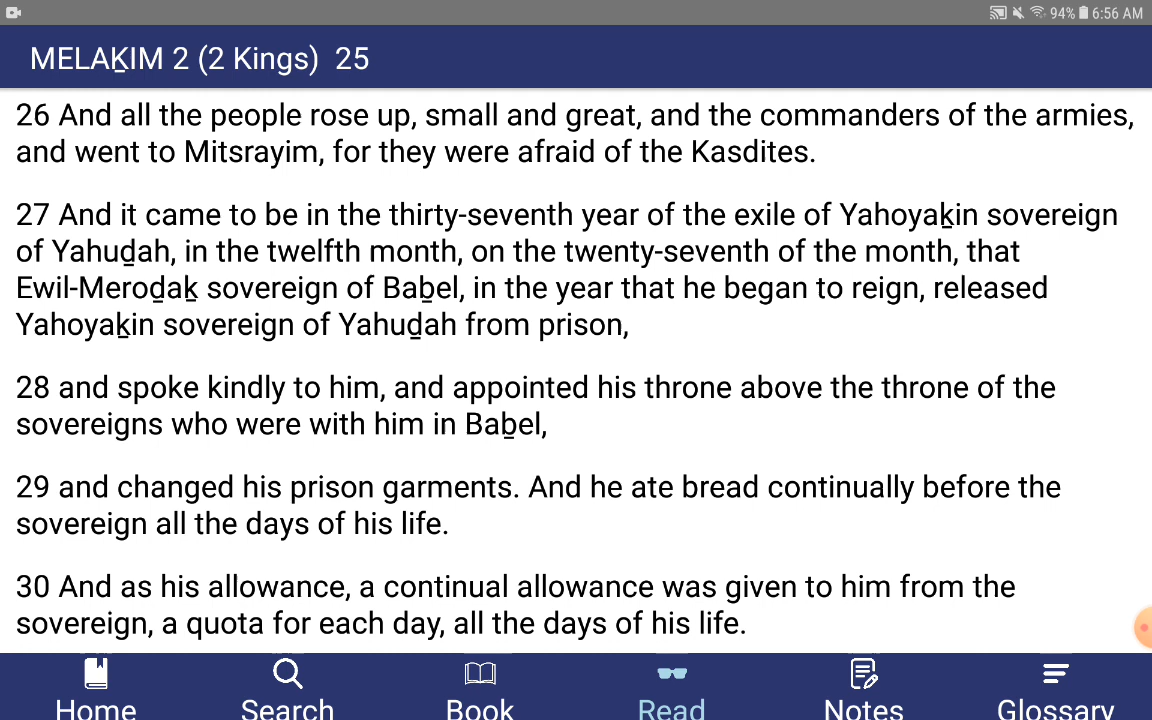 94% 6:56 AM
MELAḴIM 2 (2 Kings) 25
26 And all the people rose up, small and great, and the commanders of the armies,
and went to Mitsrayim, for they were afraid of the Kasdites.
27 And it came to be in the thirty-seventh year of the exile of Yahoyaḵin sovereign
of Yahuḏah, in the twelfth month, on the twenty-seventh of the month, that
Ewil-Meroḏaḵ sovereign of Baḇel, in the year that he began to reign, released
Yahoyaḵin sovereign of Yahuḏah from prison,
28 and spoke kindly to him, and appointed his throne above the throne of the
sovereigns who were with him in Baḇel,
29 and changed his prison garments. And he ate bread continually before the
sovereign all the days of his life.
30 And as his allowance, a continual allowance was given to him from the
sovereign, a quota for each day, all the days of his life.
Home Search Book Read Notes Glossary